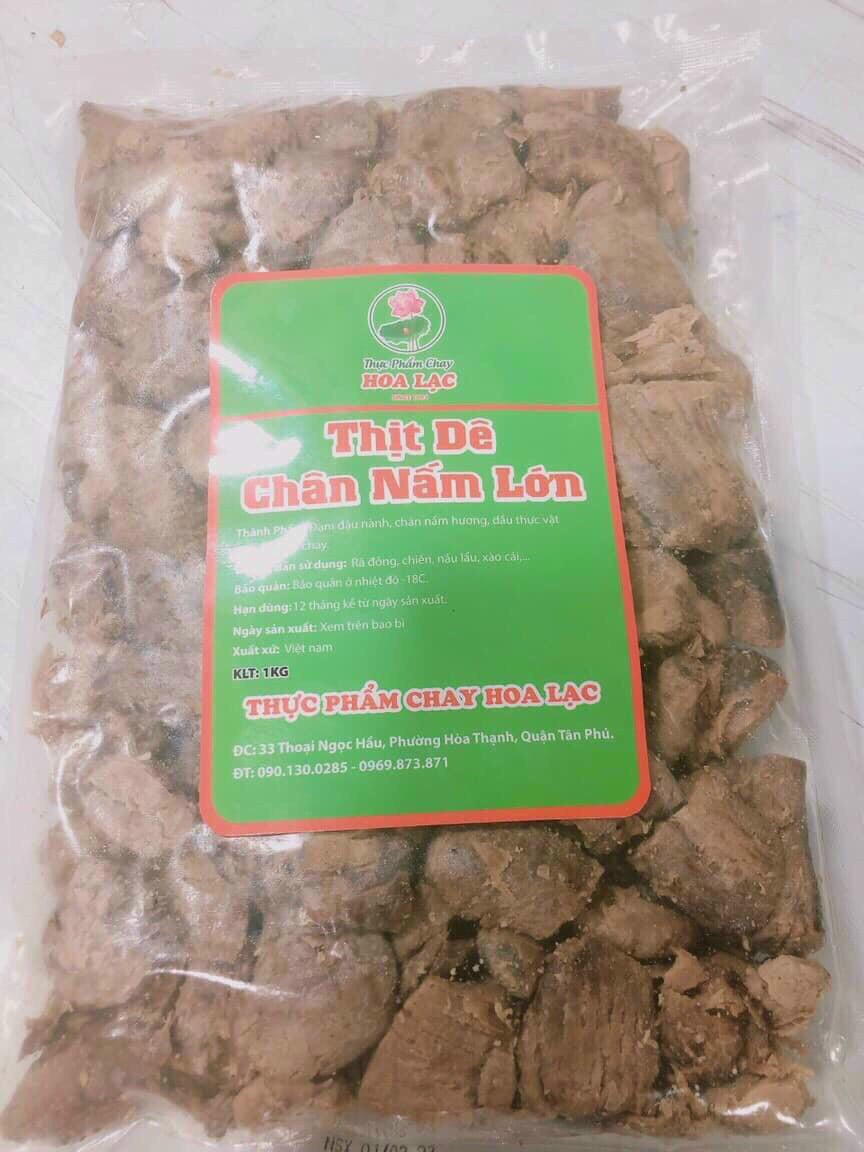 Thực Phẩm Chay
HOA LẠC
Thịt Dê
Chân Nấm Lớn
Thành Đạm đậu nành, chân nấm hương, dầu thực vật
chay.
sử dụng: Rã đông, chiên, nấu lẩu, xào cải,...
Bảo quản: Bảo quản ở nhiệt độ -18C.
Hạn dùng: 12 tháng kể từ ngày sản xuất.
Ngày sản xuất: Xem trên bao bì
Xuất xứ: Việt nam
KLT: 1KG
THỰC PHẨM CHAY HOA LẠC
ĐC: 33 Thoại Ngọc Hầu, Phường Hòa Thạnh, Quận Tân Phú.
ĐT: 090.130.0285 - 0969.873.871
NSX